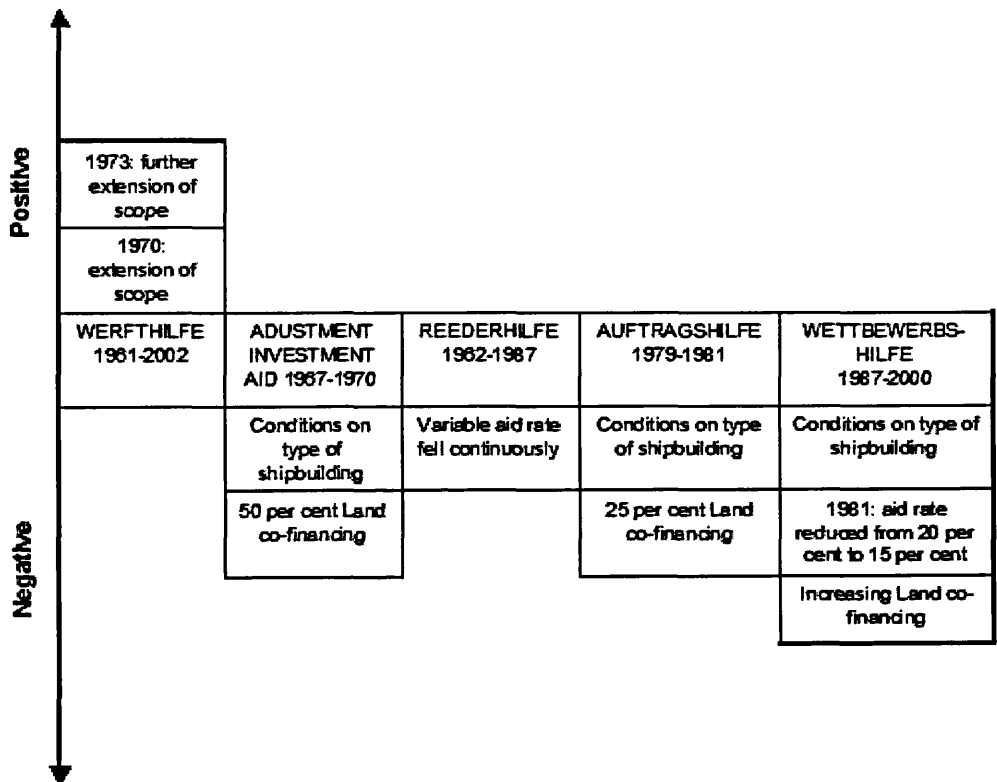 Positive
1973: further
extension of
scope
1970:
extension of
scope
WERFTHILFE
1961-2002
ADUSTMENT
INVESTMENT
AID 1967-1970
REEDERHILFE
1962-1987
AUFTRAGSHILFE
1979-1981
WETTBEWERBS-
HILFE
1987-2000
Negative
Conditions on
type of
shipbuilding
50 per cent Land
co-financing
Variable aid rate
fell continuously
Conditions on type
of shipbuilding
25 per cent Land
co-financing
Conditions on type of
shipbuilding
1981: aid rate
reduced from 20 per
cent to 15 per cent
Increasing Land co-
financing